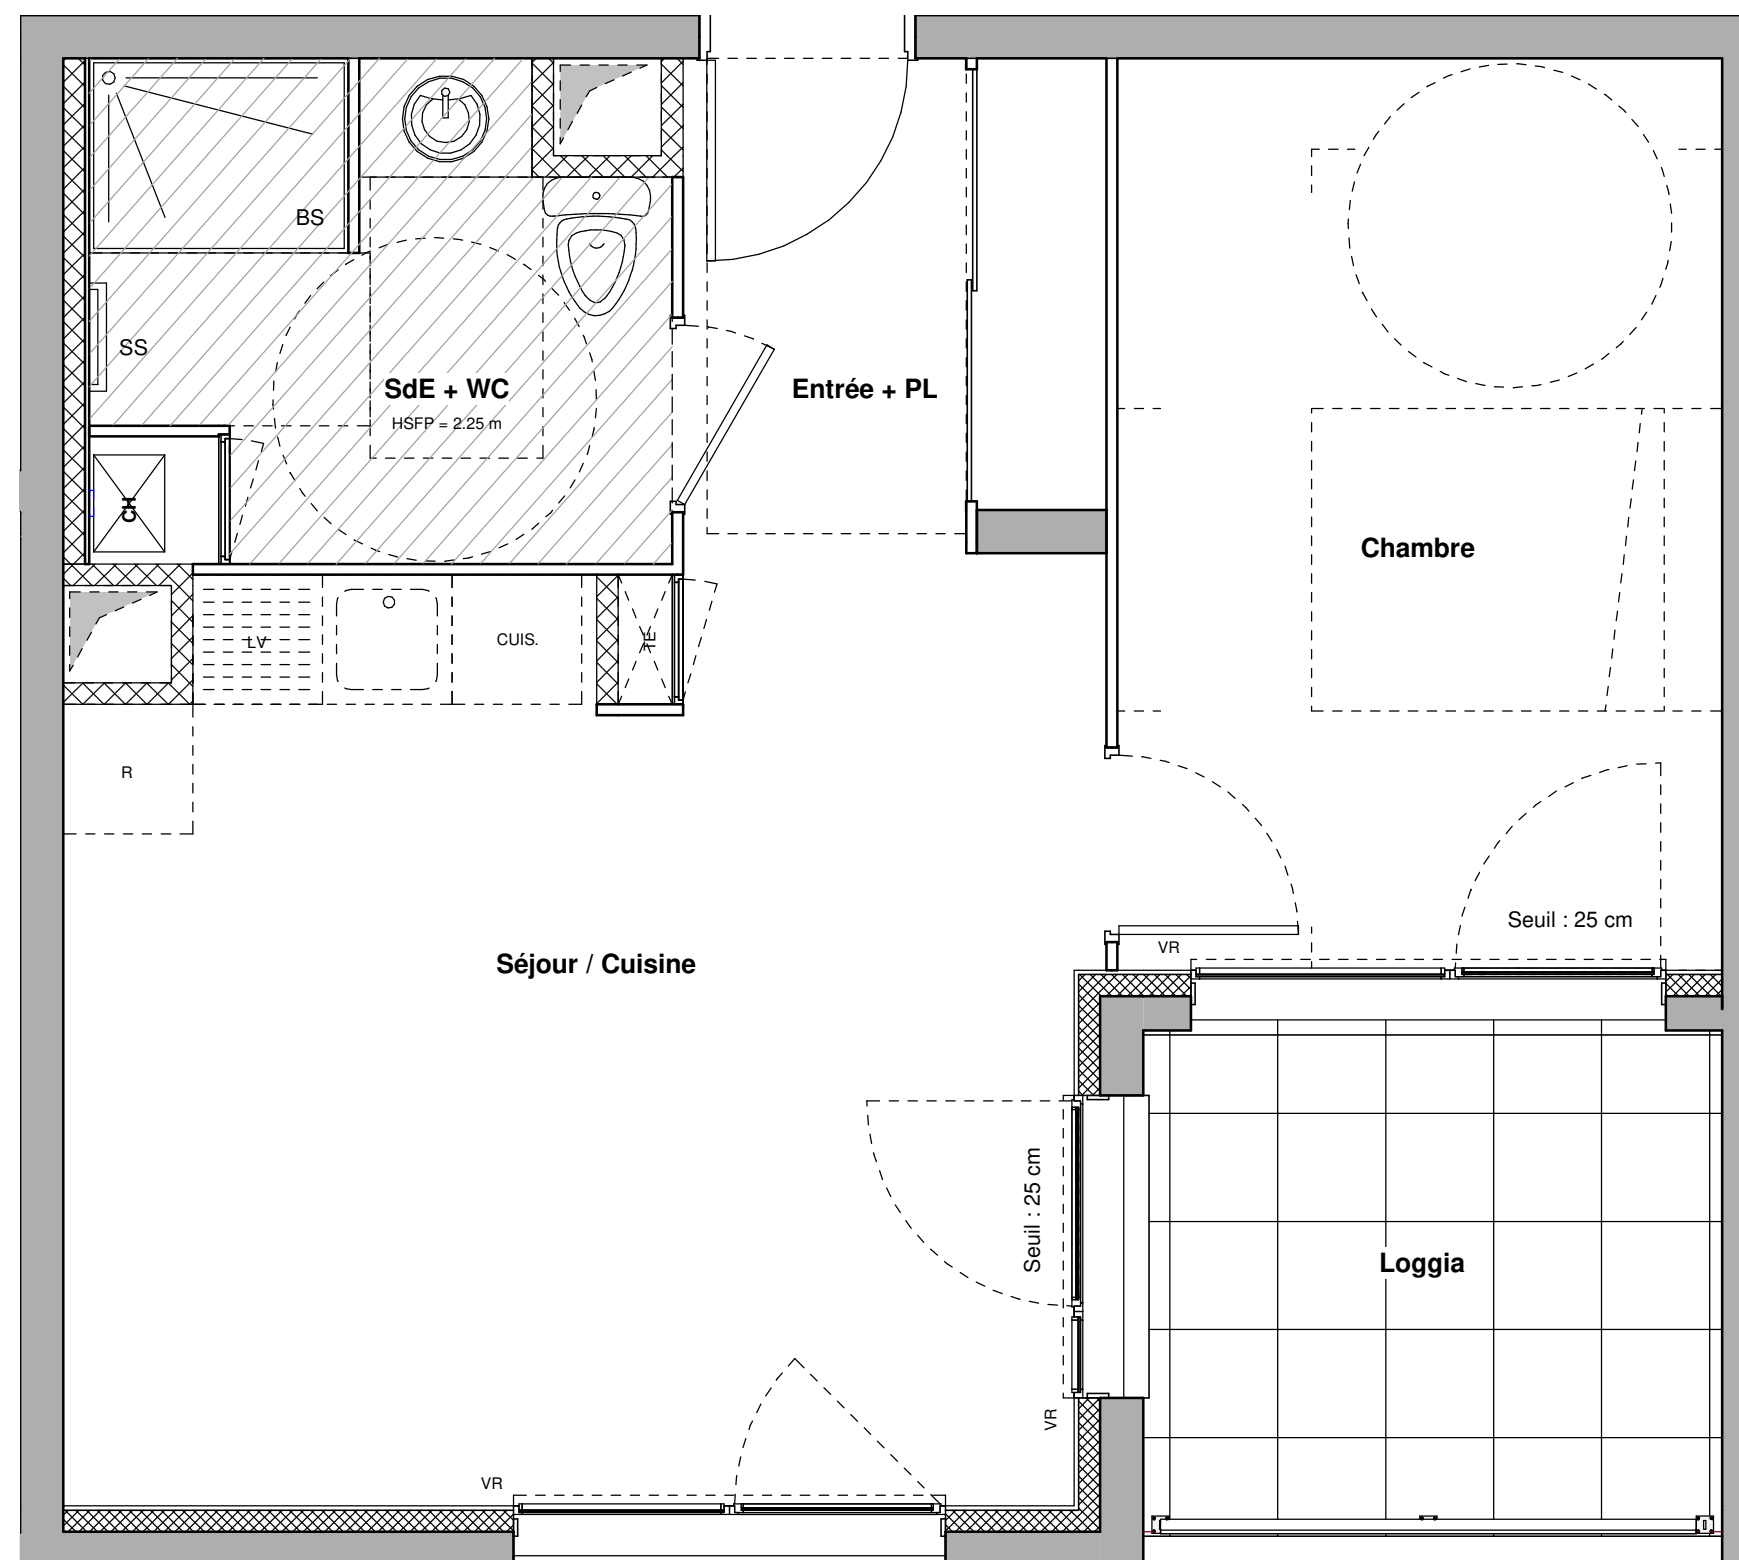 BS
SS
SdE + WC
HSFP = 2.25 m
Entrée + PL
CH
Chambre
LV
CUIS.
TE
R
Seuil : 25 cm
VR
Séjour / Cuisine
Seuil : 25 cm
Loggia
VR
VR